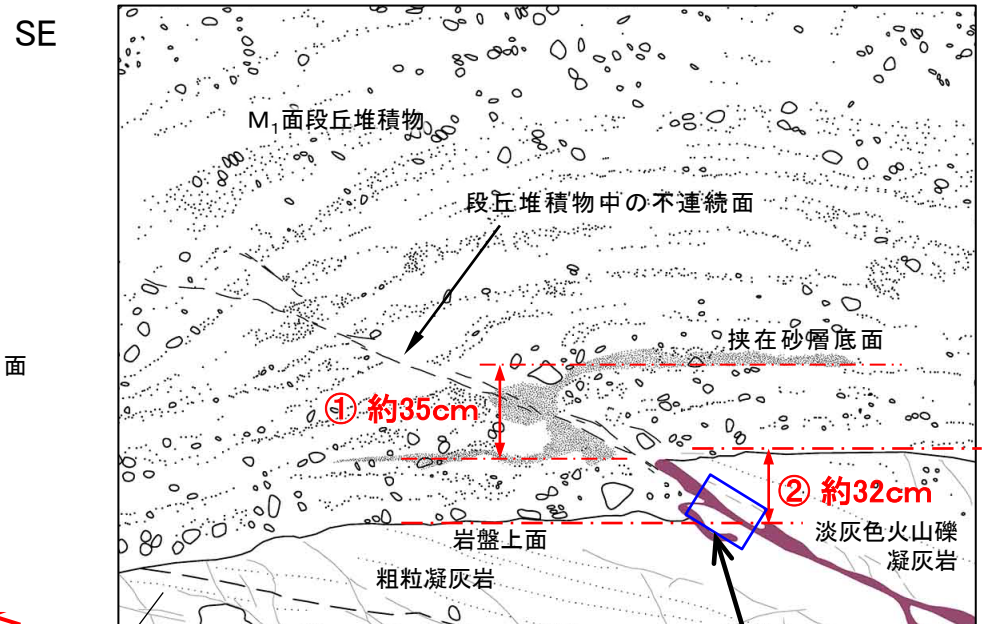 SE
M₁面段丘堆積物
段丘堆積物中の不連続面
挟在砂層底面
面
① 約35cm
② 約32cm
岩盤上面
淡灰色火山礫
凝灰岩
粗粒凝灰岩